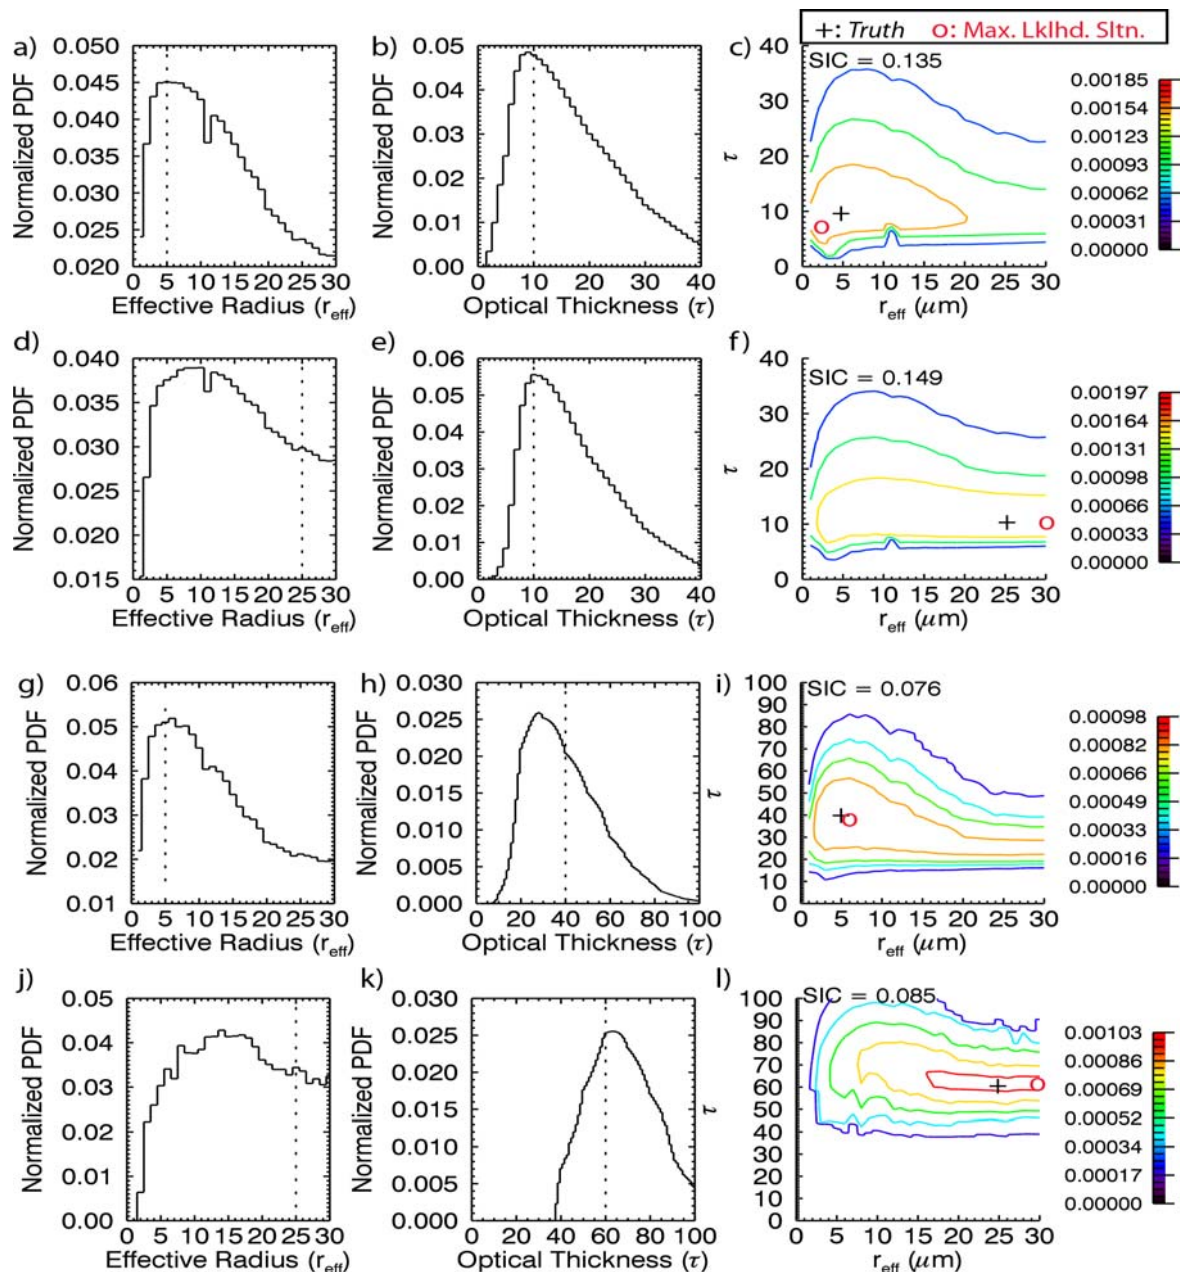 +: Truth o: Max. Lklhd. Sltn.
a)
Normalized PDF
0.050
0.045
0.040
0.035
0.030
0.025
0.020
0 5 10 15 20 25 30
Effective Radius (reff)
b)
Normalized PDF
0.05
0.04
0.03
0.02
0.01
0.00
0 10 20 30 40
Optical Thickness (τ)
c)
SIC = 0.135
τ
40
30
20
10
0
0 5 10 15 20 25 30
reff (μm)
0.00185
0.00154
0.00123
0.00093
0.00062
0.00031
0.00000
d)
Normalized PDF
0.040
0.035
0.030
0.025
0.020
0.015
0 5 10 15 20 25 30
Effective Radius (reff)
e)
Normalized PDF
0.06
0.05
0.04
0.03
0.02
0.01
0.00
0 10 20 30 40
Optical Thickness (τ)
f)
SIC = 0.149
τ
40
30
20
10
0
0 5 10 15 20 25 30
reff (μm)
0.00197
0.00164
0.00131
0.00098
0.00066
0.00033
0.00000
g)
Normalized PDF
0.06
0.05
0.04
0.03
0.02
0.01
0 5 10 15 20 25 30
Effective Radius (reff)
h)
Normalized PDF
0.030
0.025
0.020
0.015
0.010
0.005
0.000
0 20 40 60 80 100
Optical Thickness (τ)
i)
SIC = 0.076
τ
100
90
80
70
60
50
40
30
20
10
0
0 5 10 15 20 25 30
reff (μm)
0.00098
0.00082
0.00066
0.00049
0.00033
0.00016
0.00000
j)
Normalized PDF
0.05
0.04
0.03
0.02
0.01
0.00
0 5 10 15 20 25 30
Effective Radius (reff)
k)
Normalized PDF
0.030
0.025
0.020
0.015
0.010
0.005
0.000
0 20 40 60 80 100
Optical Thickness (τ)
l)
SIC = 0.085
τ
100
90
80
70
60
50
40
30
20
10
0
0 5 10 15 20 25 30
reff (μm)
0.00103
0.00086
0.00069
0.00052
0.00034
0.00017
0.00000